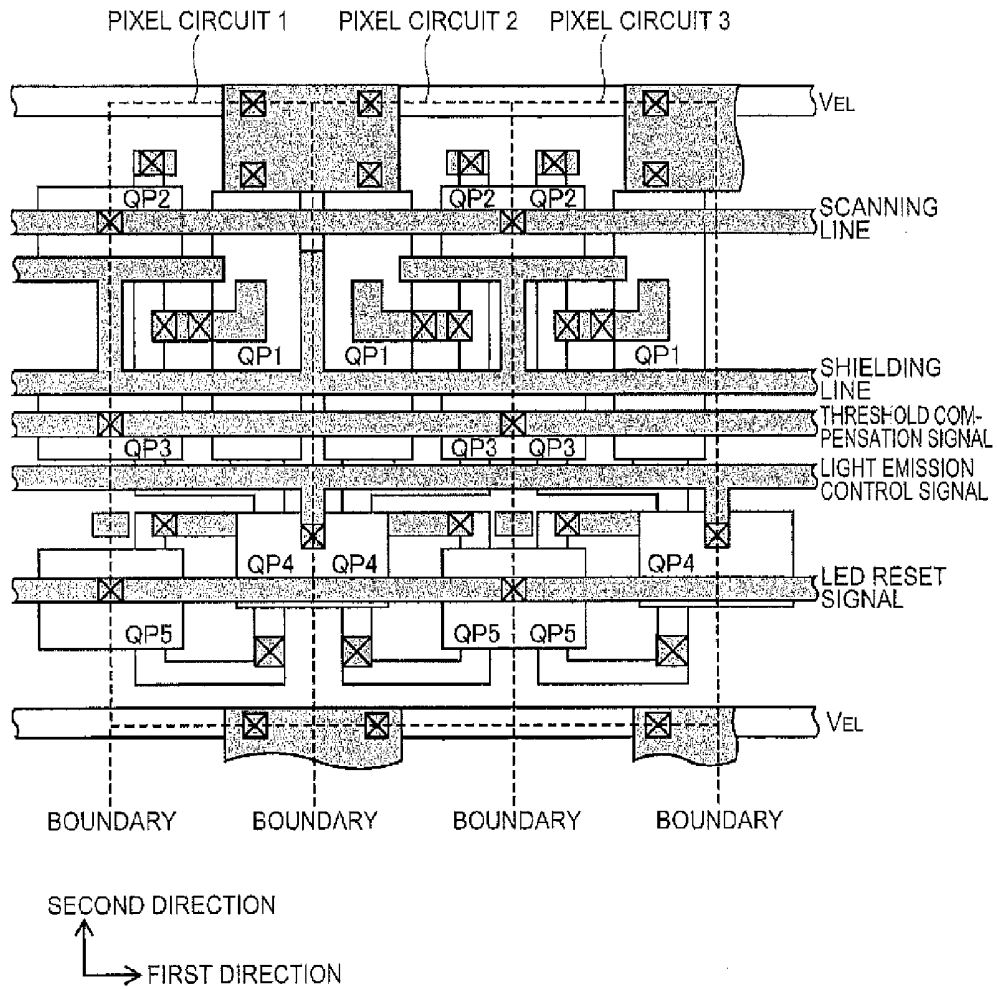 PIXEL CIRCUIT 1 PIXEL CIRCUIT 2 PIXEL CIRCUIT 3
VEL
QP2 QP2 QP2
SCANNING
LINE
QP1 QP1 QP1
SHIELDING
LINE
THRESHOLD COM-
PENSATION SIGNAL
QP3 QP3 QP3
LIGHT EMISSION
CONTROL SIGNAL
QP4 QP4 QP4
LED RESET
SIGNAL
QP5 QP5 QP5
VEL
BOUNDARY BOUNDARY BOUNDARY BOUNDARY
SECOND DIRECTION
FIRST DIRECTION